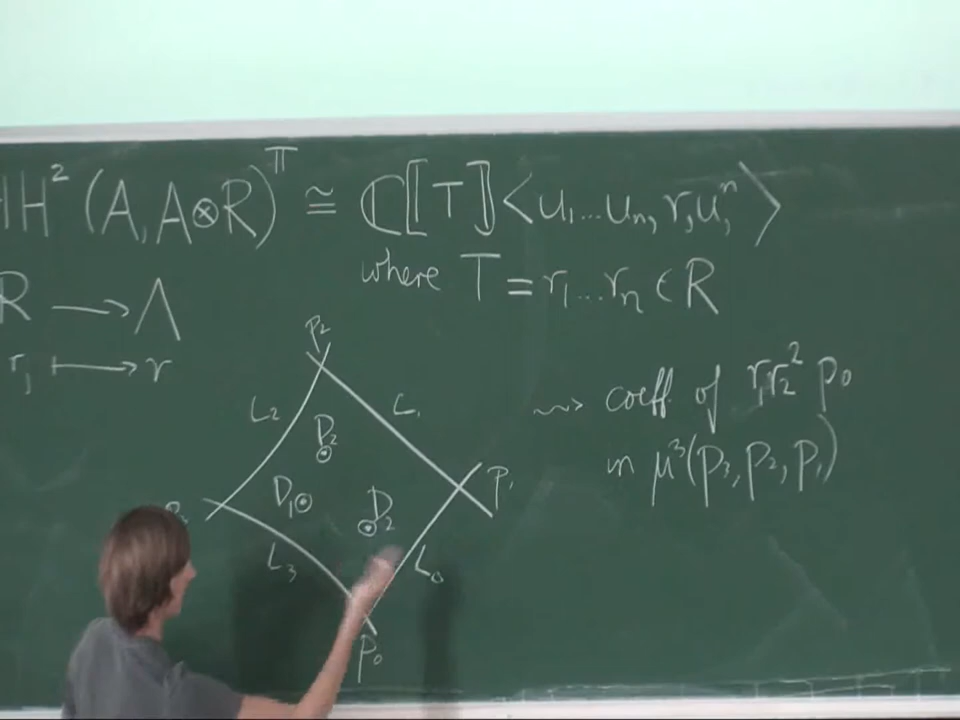 HH² (A, A⊗R)^π ≅ ℂ[[T]]<u₁...uₙ, r₁u₁ⁿ>
where T = r₁...rₙ ∈ R
R → Λ
r₁ ↦ r
p₂
L₂
L₁
D₂
D₁
D₂
p₁
L₃
L₀
p₀
⇝ coeff. of r₁r₂² p₀
in μ³(p₃, p₂, p₁)